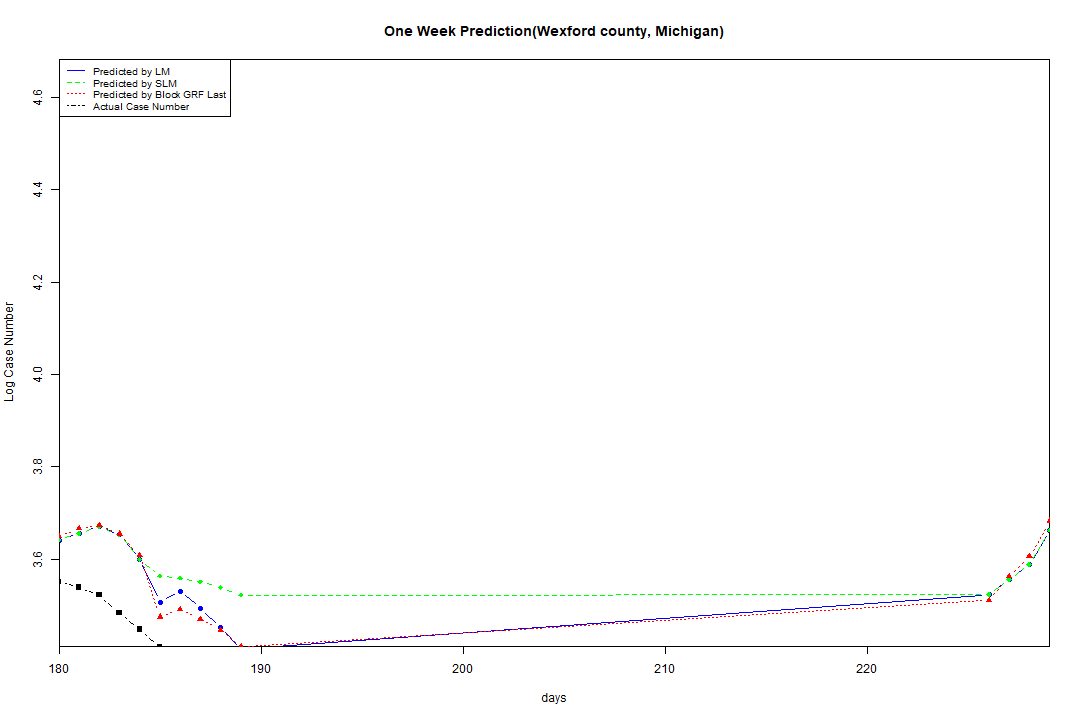 One Week Prediction(Wexford county, Michigan)
Predicted by LM
Predicted by SLM
Predicted by Block GRF Last
Actual Case Number
4.6
4.4
4.2
4.0
3.8
3.6
Log Case Number
180 190 200 210 220
days